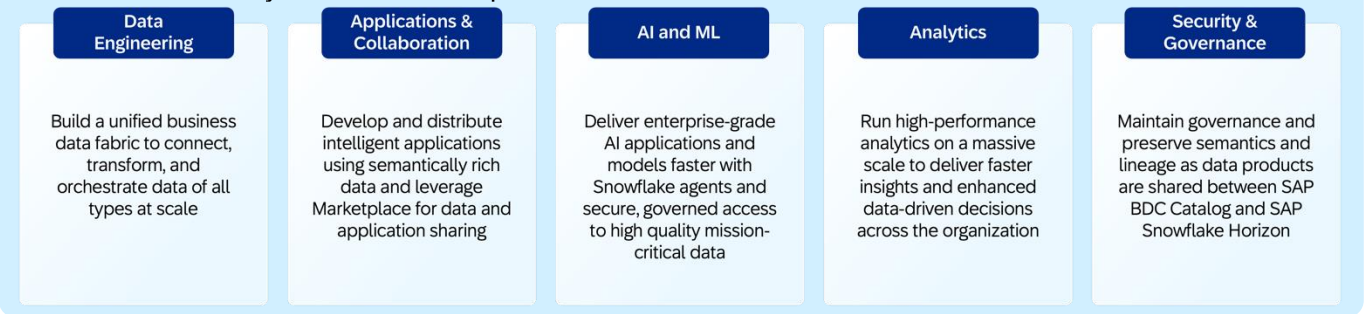 Data
Engineering
Build a unified business
data fabric to connect,
transform, and
orchestrate data of all
types at scale
Applications &
Collaboration
Develop and distribute
intelligent applications
using semantically rich
data and leverage
Marketplace for data and
application sharing
AI and ML
Deliver enterprise-grade
AI applications and
models faster with
Snowflake agents and
secure, governed access
to high quality mission-
critical data
Analytics
Run high-performance
analytics on a massive
scale to deliver faster
insights and enhanced
data-driven decisions
across the organization
Security &
Governance
Maintain governance and
preserve semantics and
lineage as data products
are shared between SAP
BDC Catalog and SAP
Snowflake Horizon